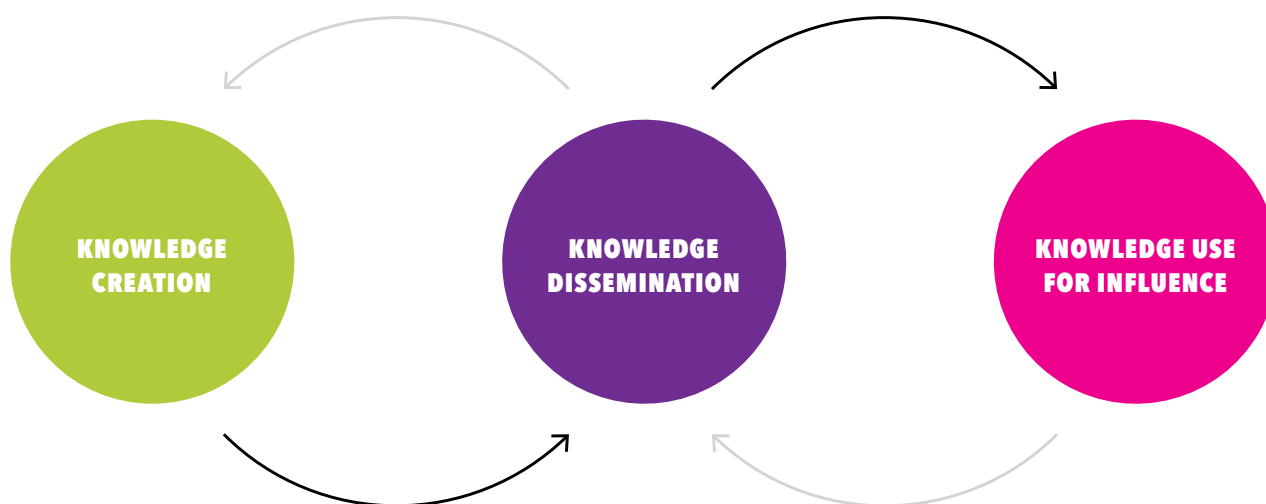 KNOWLEDGE
CREATION
KNOWLEDGE
DISSEMINATION
KNOWLEDGE USE
FOR INFLUENCE